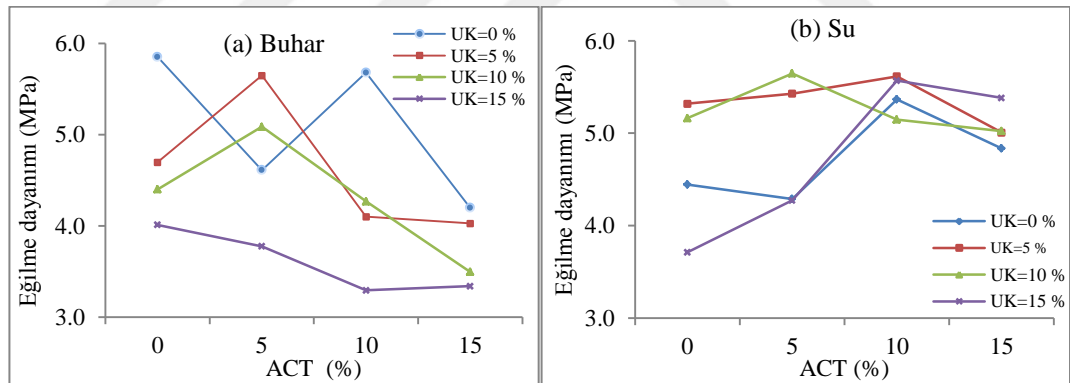 (a) Buhar
UK=0 %
UK=5 %
UK=10 %
UK=15 %
Eğilme dayanımı (MPa)
6.0
5.0
4.0
3.0
0 5 10 15
ACT (%)
(b) Su
Eğilme dayanımı (MPa)
6.0
5.0
4.0
3.0
UK=0 %
UK=5 %
UK=10 %
UK=15 %
0 5 10 15
ACT (%)